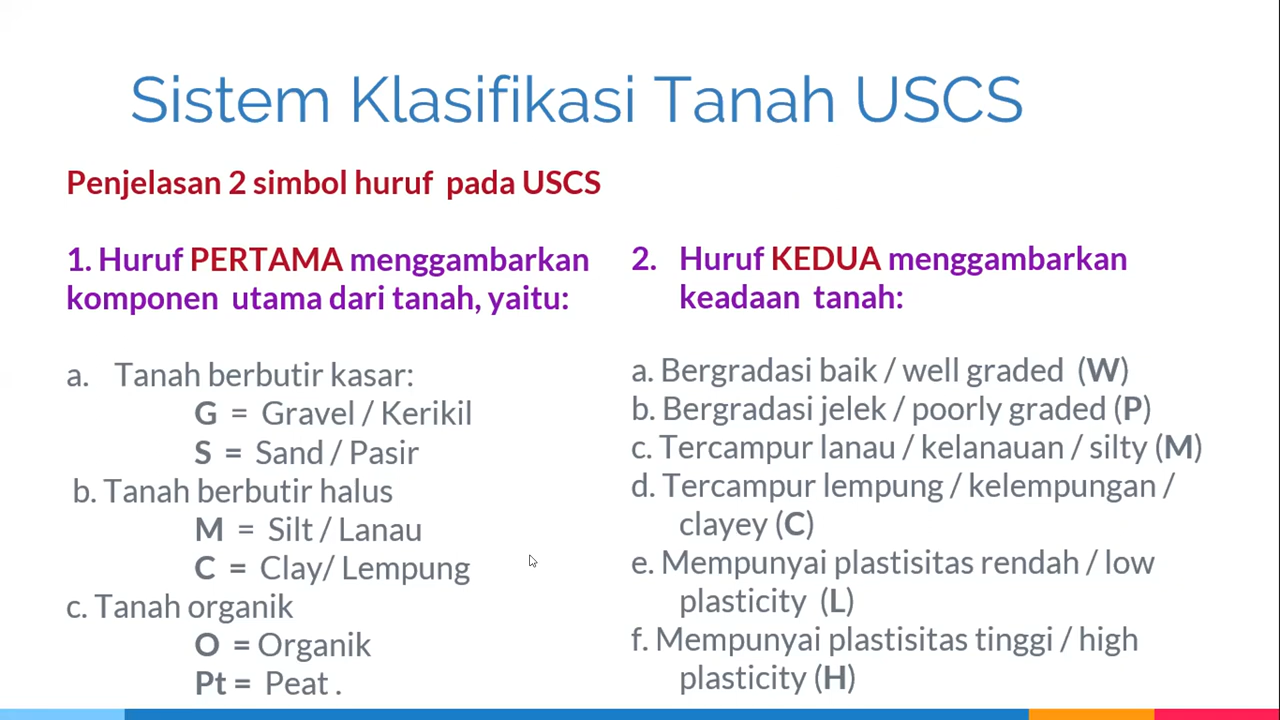 Sistem Klasifikasi Tanah USCS
Penjelasan 2 simbol huruf pada USCS
1. Huruf PERTAMA menggambarkan
komponen utama dari tanah, yaitu:
a. Tanah berbutir kasar:
G = Gravel / Kerikil
S = Sand / Pasir
b. Tanah berbutir halus
M = Silt / Lanau
C = Clay/ Lempung
c. Tanah organik
O = Organik
Pt = Peat .
2. Huruf KEDUA menggambarkan
keadaan tanah:
a. Bergradasi baik / well graded (W)
b. Bergradasi jelek / poorly graded (P)
c. Tercampur lanau / kelanauan / silty (M)
d. Tercampur lempung / kelempungan /
clayey (C)
e. Mempunyai plastisitas rendah / low
plasticity (L)
f. Mempunyai plastisitas tinggi / high
plasticity (H)